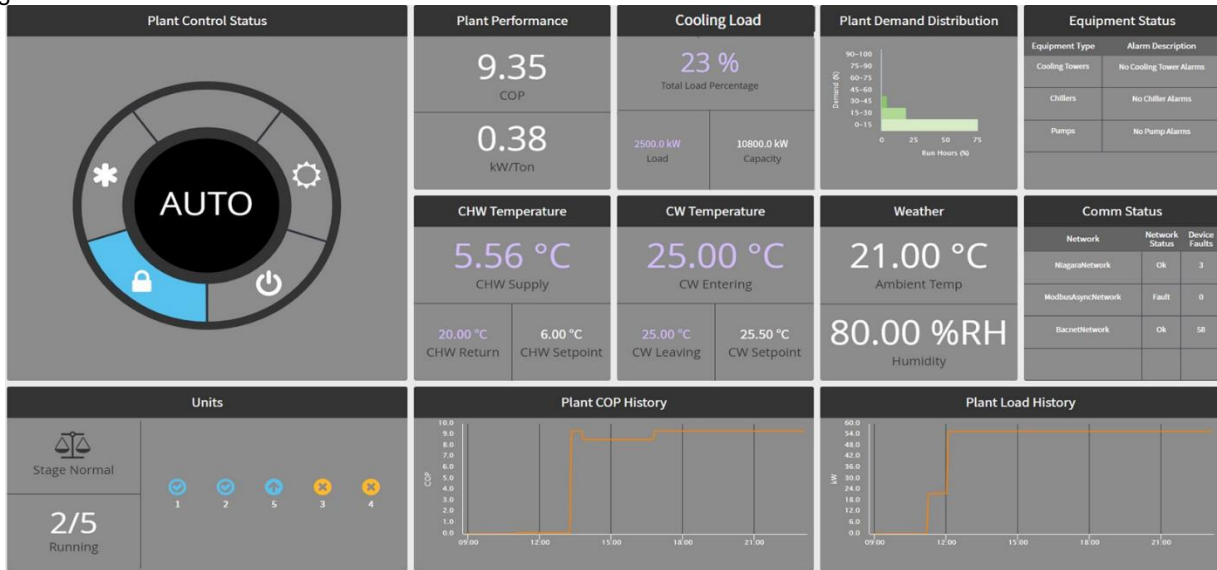 Plant Control Status
AUTO
Plant Performance
9.35
COP
0.38
kW/Ton
Cooling Load
23 %
Total Load Percentage
2500.0 kW
Load
10800.0 kW
Capacity
Plant Demand Distribution
Demand (%)
90-100
75-90
60-75
45-60
30-45
15-30
0-15
0 25 50 75
Run Hours (%)
Equipment Status
Equipment Type Alarm Description
Cooling Towers No Cooling Tower Alarms
Chillers No Chiller Alarms
Pumps No Pump Alarms
CHW Temperature
5.56 °C
CHW Supply
20.00 °C
CHW Return
6.00 °C
CHW Setpoint
CW Temperature
25.00 °C
CW Entering
25.00 °C
CW Leaving
25.50 °C
CW Setpoint
Weather
21.00 °C
Ambient Temp
80.00 %RH
Humidity
Comm Status
Network Network Status Device Faults
NiagaraNetwork Ok 3
ModbusAsyncNetwork Fault 0
BacnetNetwork Ok 58
Units
Stage Normal
2/5
Running
1 2 5 3 4
Plant COP History
COP
10.0
9.0
8.0
7.0
6.0
5.0
4.0
3.0
2.0
1.0
0.0
09:00 12:00 15:00 18:00 21:00
Plant Load History
kW
60.0
54.0
48.0
42.0
36.0
30.0
24.0
18.0
12.0
6.0
0.0
09:00 12:00 15:00 18:00 21:00